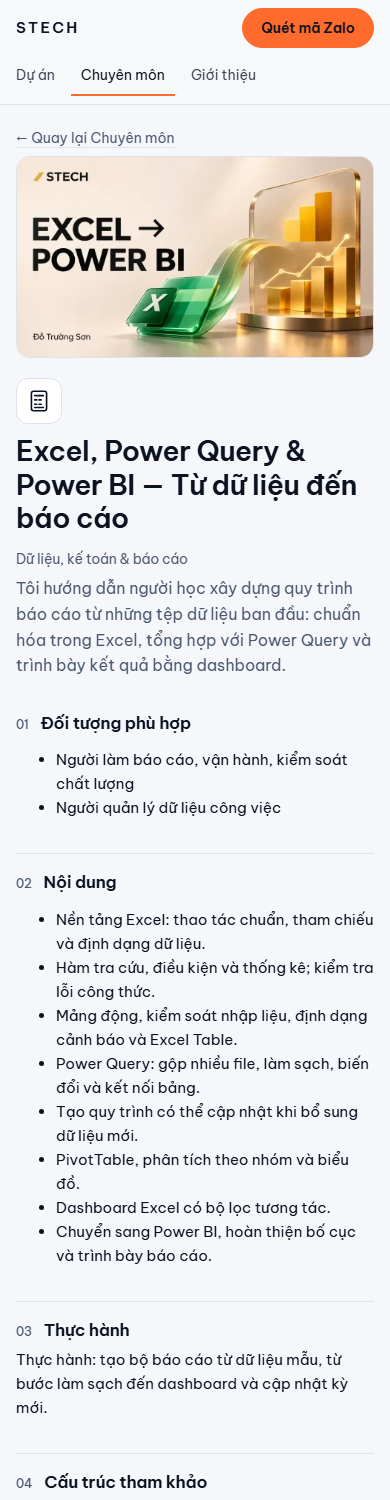 STECH
Quét mã Zalo
Dự án
Chuyên môn
Giới thiệu
← Quay lại Chuyên môn
STECH
EXCEL →
POWER BI
X
Đỗ Trường Sơn
Excel, Power Query &
Power BI — Từ dữ liệu đến
báo cáo
Dữ liệu, kế toán & báo cáo
Tôi hướng dẫn người học xây dựng quy trình
báo cáo từ những tệp dữ liệu ban đầu: chuẩn
hóa trong Excel, tổng hợp với Power Query và
trình bày kết quả bằng dashboard.
01 Đối tượng phù hợp
• Người làm báo cáo, vận hành, kiểm soát
chất lượng
• Người quản lý dữ liệu công việc
02 Nội dung
• Nền tảng Excel: thao tác chuẩn, tham chiếu
và định dạng dữ liệu.
• Hàm tra cứu, điều kiện và thống kê; kiểm tra
lỗi công thức.
• Mảng động, kiểm soát nhập liệu, định dạng
cảnh báo và Excel Table.
• Power Query: gộp nhiều file, làm sạch, biến
đổi và kết nối bảng.
• Tạo quy trình có thể cập nhật khi bổ sung
dữ liệu mới.
• PivotTable, phân tích theo nhóm và biểu
đồ.
• Dashboard Excel có bộ lọc tương tác.
• Chuyển sang Power BI, hoàn thiện bố cục
và trình bày báo cáo.
03 Thực hành
Thực hành: tạo bộ báo cáo từ dữ liệu mẫu, từ
bước làm sạch đến dashboard và cập nhật kỳ
mới.
04 Cấu trúc tham khảo